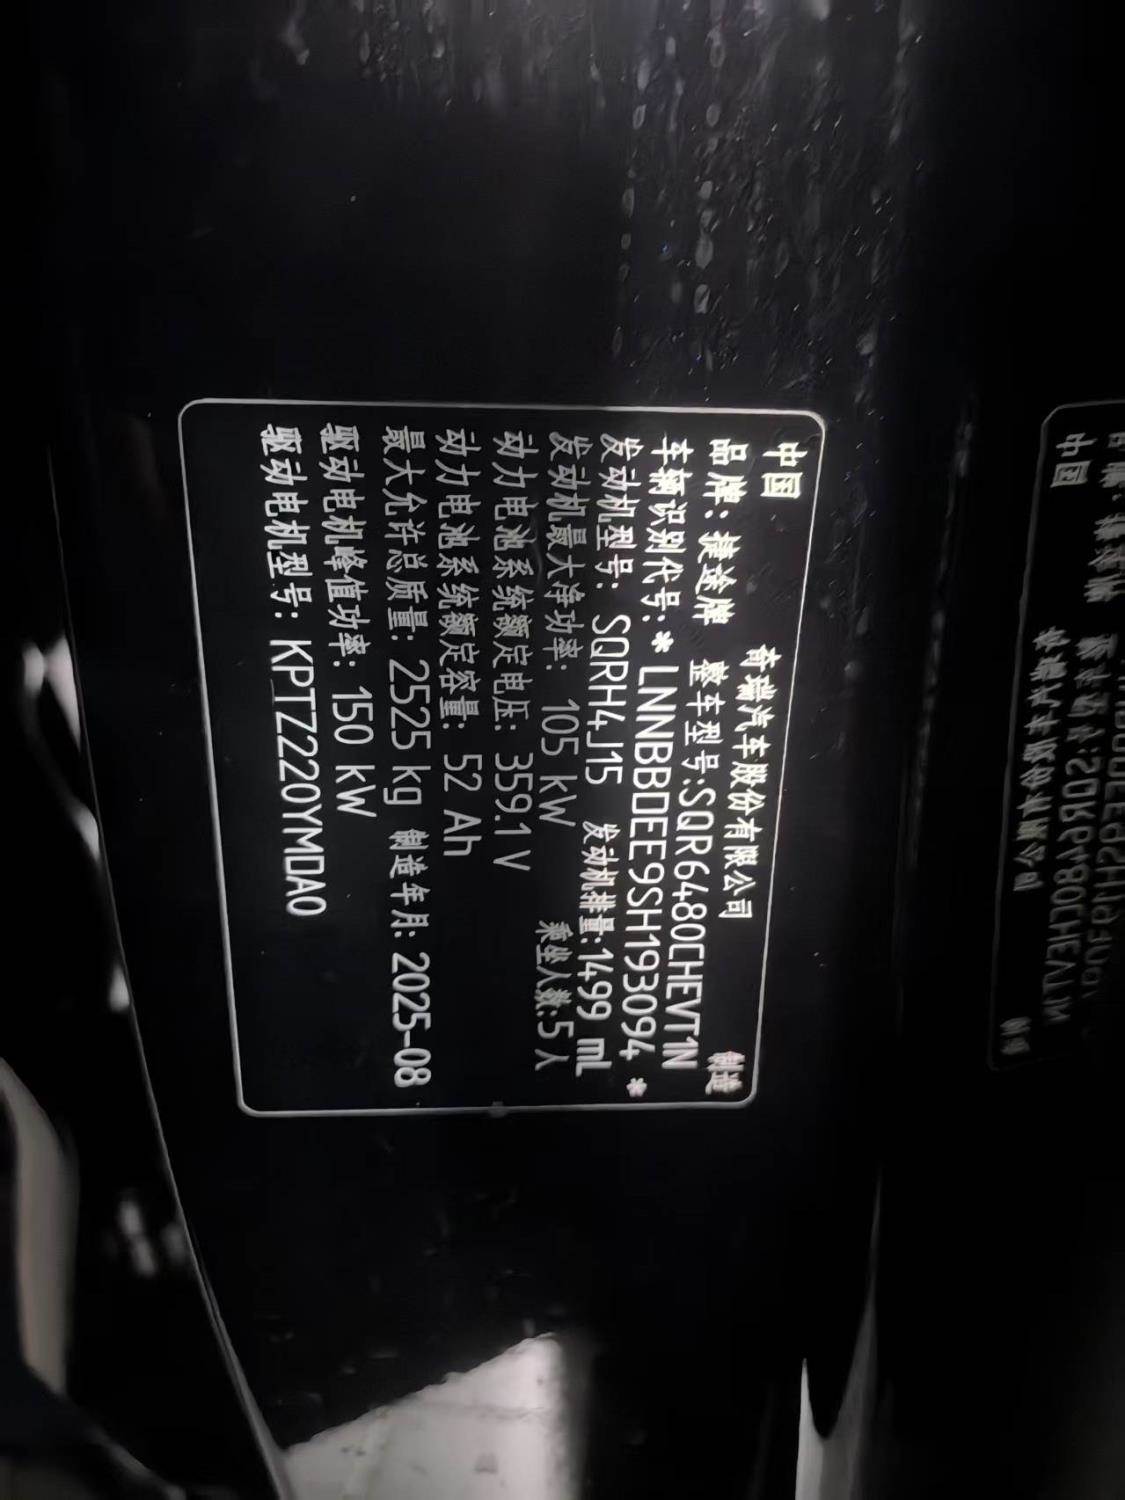 中国 奇瑞汽车股份有限公司 制造
品牌: 捷途牌 整车型号:SQR6480CHEVT1N
车辆识别代号:*LNNBBDEE9SH193094*
发动机型号: SQRH4J15 发动机排量:1499 mL
发动机最大净功率: 105 kW 乘坐人数:5人
动力电池系统额定电压: 359.1 V
动力电池系统额定容量: 52 Ah
最大允许总质量: 2525 kg 制造年月: 2025-08
驱动电机峰值功率: 150 kW
驱动电机型号: KPTZ220YMDA0